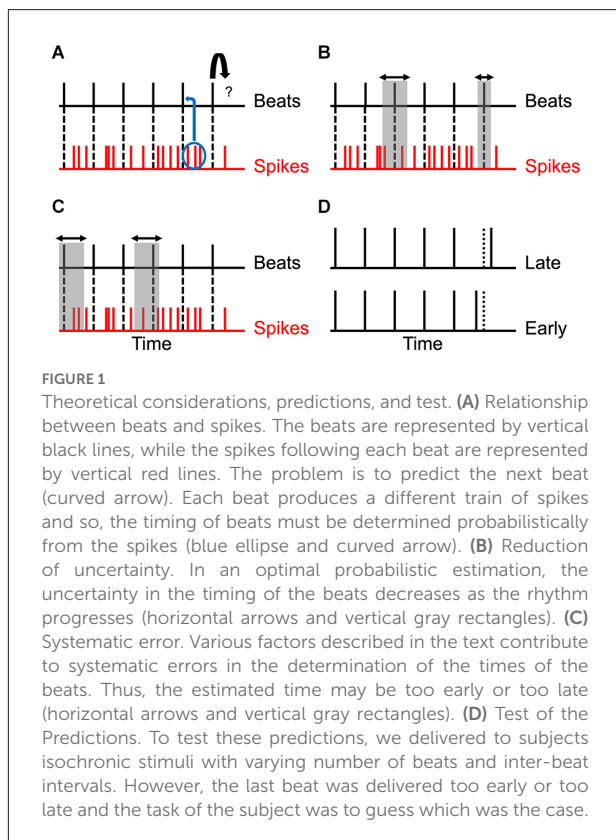 A
B
?
Beats
Beats
Spikes
Spikes
C
D
Beats
Late
Spikes
Early
Time
Time
FIGURE 1
Theoretical considerations, predictions, and test. (A) Relationship
between beats and spikes. The beats are represented by vertical
black lines, while the spikes following each beat are represented
by vertical red lines. The problem is to predict the next beat
(curved arrow). Each beat produces a different train of spikes
and so, the timing of beats must be determined probabilistically
from the spikes (blue ellipse and curved arrow). (B) Reduction
of uncertainty. In an optimal probabilistic estimation, the
uncertainty in the timing of the beats decreases as the rhythm
progresses (horizontal arrows and vertical gray rectangles). (C)
Systematic error. Various factors described in the text contribute
to systematic errors in the determination of the times of the
beats. Thus, the estimated time may be too early or too late
(horizontal arrows and vertical gray rectangles). (D) Test of the
Predictions. To test these predictions, we delivered to subjects
isochronic stimuli with varying number of beats and inter-beat
intervals. However, the last beat was delivered too early or too
late and the task of the subject was to guess which was the case.